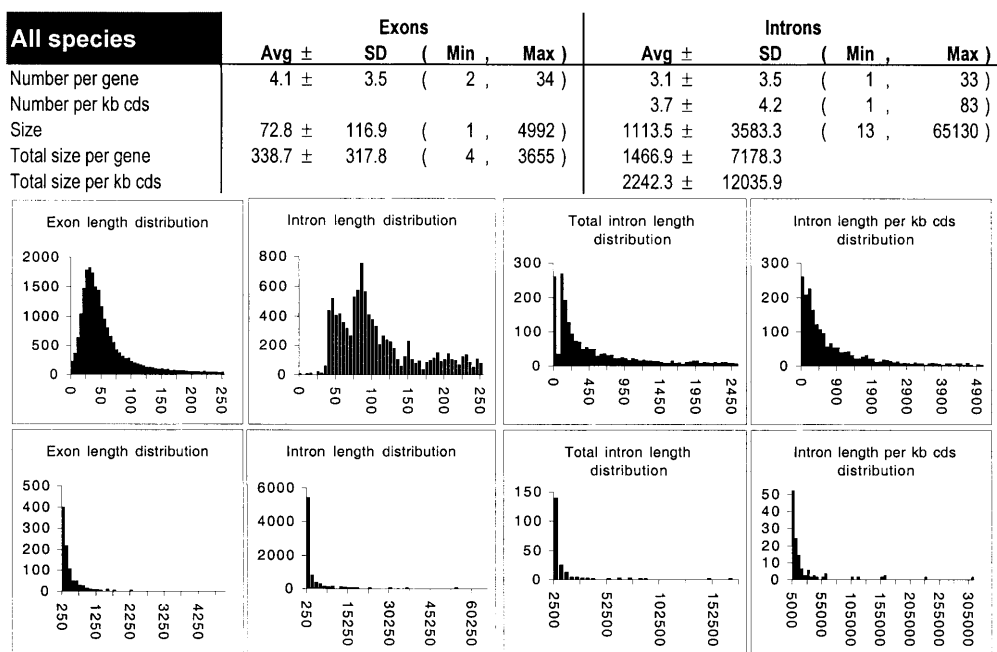 All species
Exons Introns
Avg ± SD ( Min , Max ) Avg ± SD ( Min , Max )
Number per gene 4.1 ± 3.5 ( 2 , 34 ) 3.1 ± 3.5 ( 1 , 33 )
Number per kb cds 3.7 ± 4.2 ( 1 , 83 )
Size 72.8 ± 116.9 ( 1 , 4992 ) 1113.5 ± 3583.3 ( 13 , 65130 )
Total size per gene 338.7 ± 317.8 ( 4 , 3655 ) 1466.9 ± 7178.3
Total size per kb cds 2242.3 ± 12035.9
Exon length distribution
2000
1500
1000
500
0
0 50 100 150 200 250
Intron length distribution
800
600
400
200
0
0 50 100 150 200 250
Total intron length
distribution
300
200
100
0
0 450 950 1450 1950 2450
Intron length per kb cds
distribution
300
200
100
0
0 900 1900 2900 3900 4900
Exon length distribution
500
400
300
200
100
0
250 1250 2250 3250 4250
Intron length distribution
6000
4000
2000
0
250 15250 30250 45250 60250
Total intron length
distribution
150
100
50
0
2500 52500 102500 152500
Intron length per kb cds
distribution
50
40
30
20
10
0
5000 55000 105000 155000 205000 255000 305000